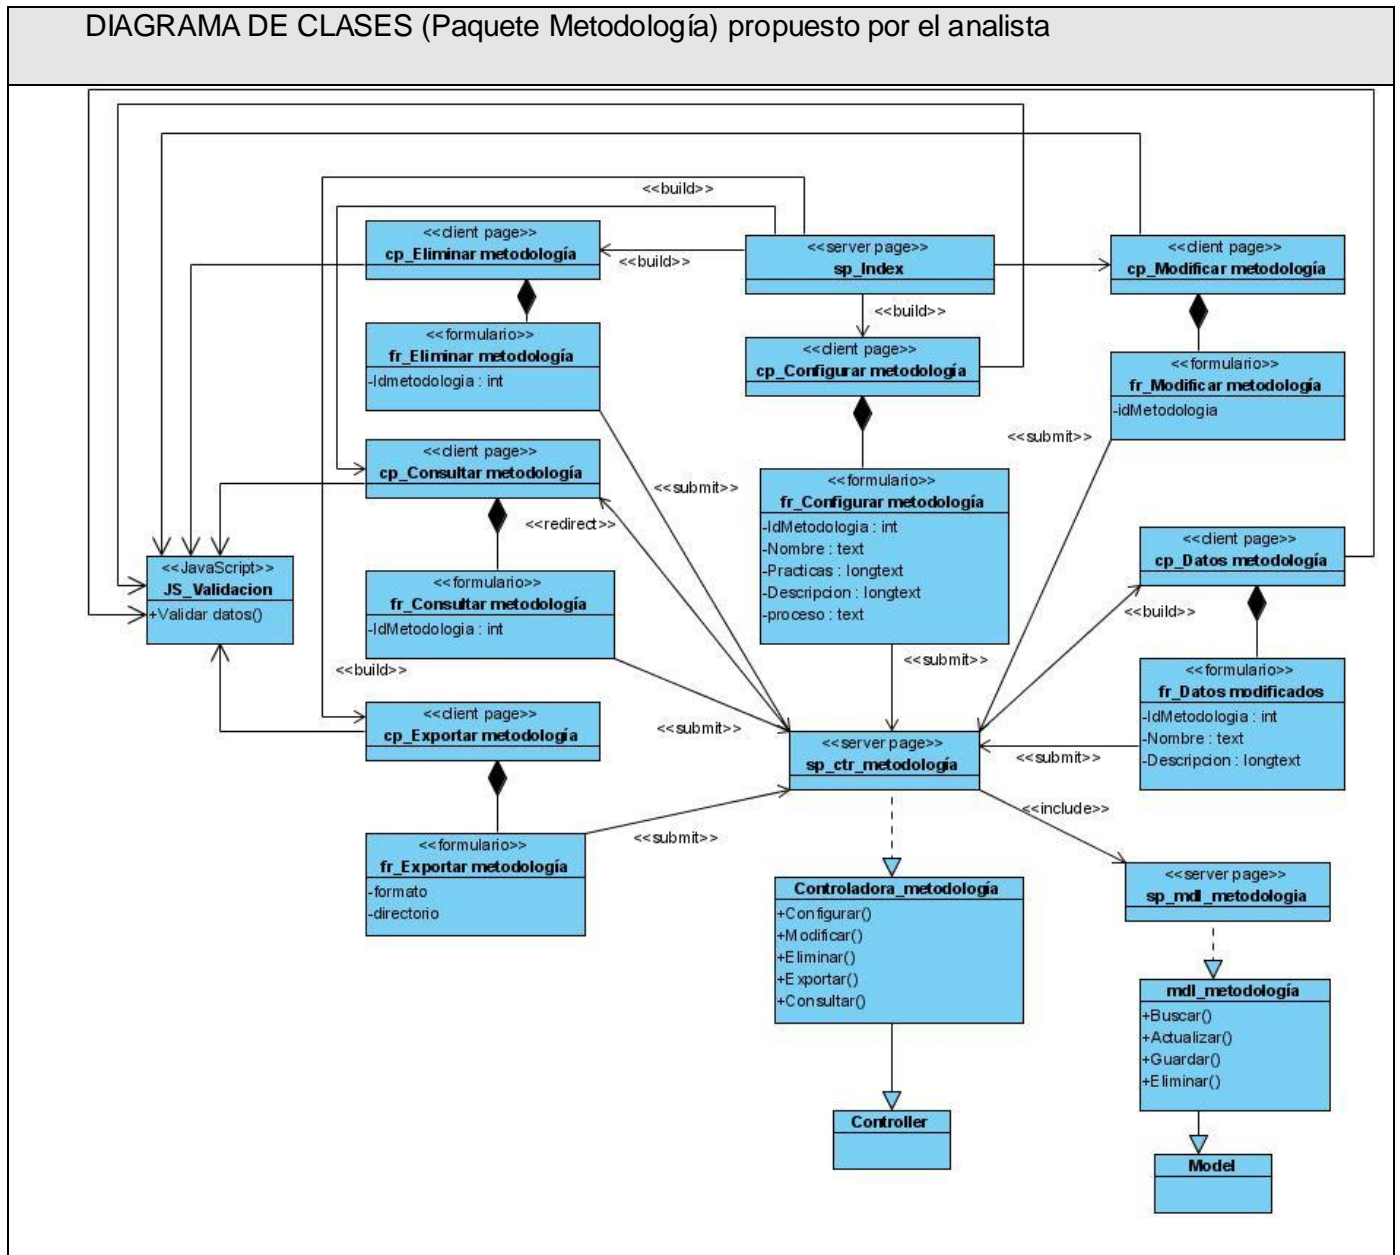 DIAGRAMA DE CLASES (Paquete Metodología) propuesto por el analista
<<build>>
<<client page>>
cp_Eliminar metodología
<<build>>
<<server page>>
sp_Index
<<client page>>
cp_Modificar metodología
<<build>>
<<formulario>>
fr_Eliminar metodología
-Idmetodologia : int
<<client page>>
cp_Configurar metodología
<<formulario>>
fr_Modificar metodología
-idMetodologia
<<submit>>
<<client page>>
cp_Consultar metodología
<<submit>>
<<redirect>>
<<formulario>>
fr_Configurar metodología
-IdMetodologia : int
-Nombre : text
-Practicas : longtext
-Descripcion : longtext
-proceso : text
<<client page>>
cp_Datos metodología
<<JavaScript>>
JS_Validacion
+Validar datos()
<<formulario>>
fr_Consultar metodología
-IdMetodologia : int
<<build>>
<<build>>
<<submit>>
<<formulario>>
fr_Datos modificados
-IdMetodologia : int
-Nombre : text
-Descripcion : longtext
<<client page>>
cp_Exportar metodología
<<submit>>
<<server page>>
sp_ctr_metodología
<<submit>>
<<include>>
<<formulario>>
fr_Exportar metodología
-formato
-directorio
<<submit>>
Controladora_metodología
+Configurar()
+Modificar()
+Eliminar()
+Exportar()
+Consultar()
<<server page>>
sp_mdl_metodologia
mdl_metodología
+Buscar()
+Actualizar()
+Guardar()
+Eliminar()
Controller
Model